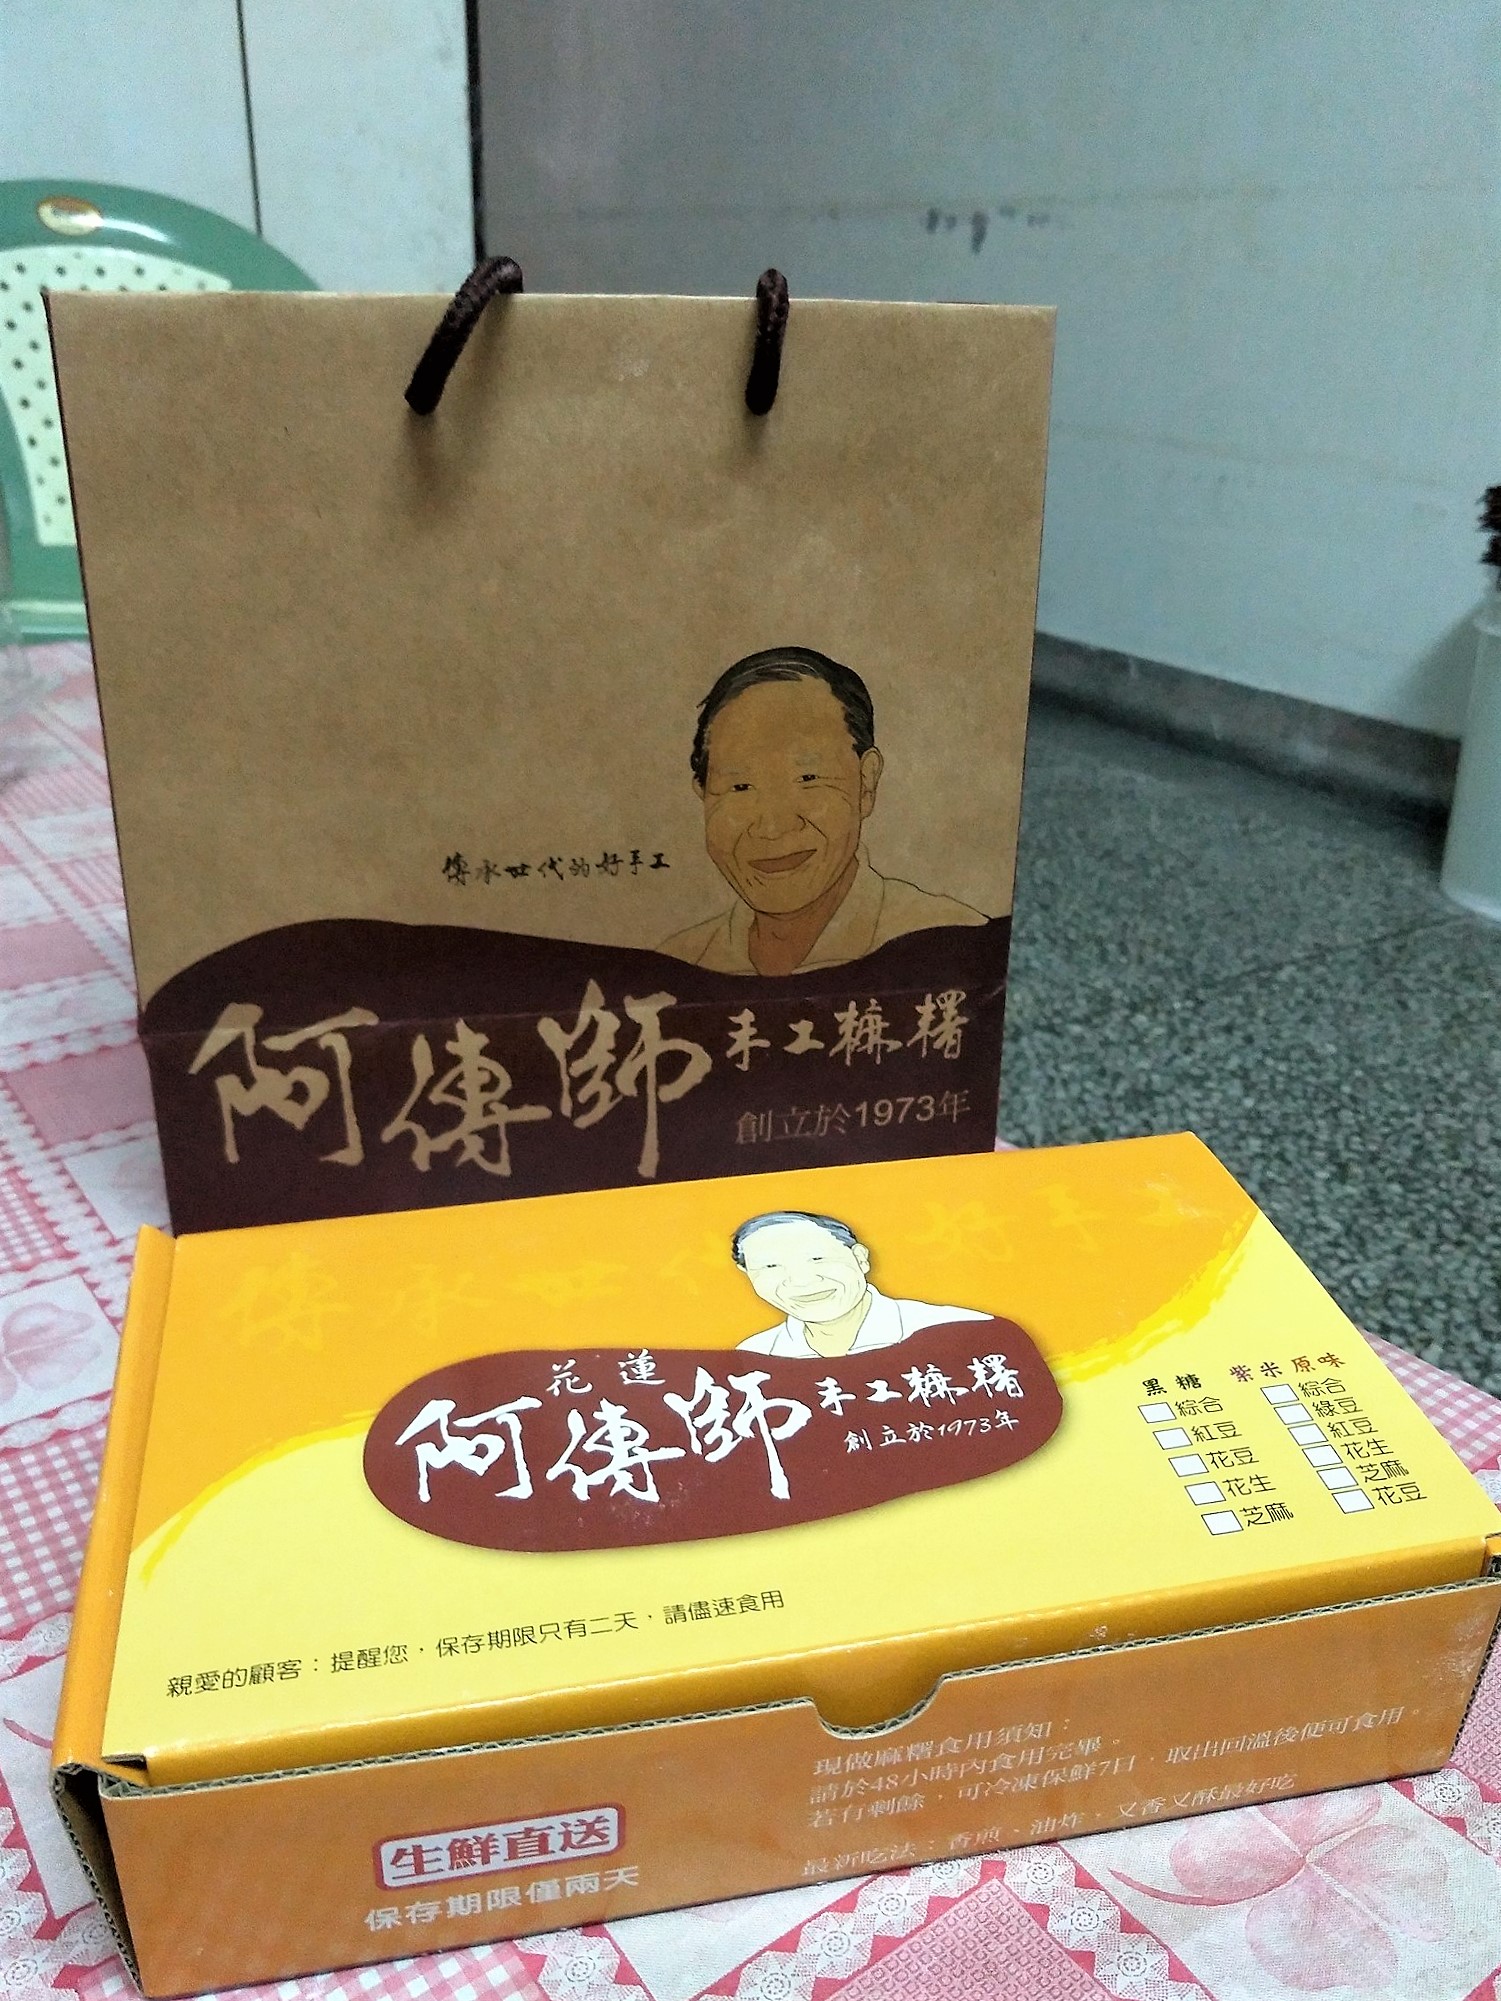 傳承世代的好手工
阿傳師手工麻糬
創立於1973年
傳承世代 好手工
花蓮
阿傳師手工麻糬
創立於1973年
黑糖 紫米 原味
綜合 綜合
紅豆 綠豆
花豆 紅豆
花生 花生
芝麻 芝麻
花豆
親愛的顧客：提醒您，保存期限只有二天，請儘速食用
現做麻糬食用須知：
請於48小時內食用完畢。
若有剩餘，可冷凍保鮮7日，取出回溫後便可食用。
最新吃法：香煎、油炸，又香又酥最好吃
生鮮直送
保存期限僅兩天